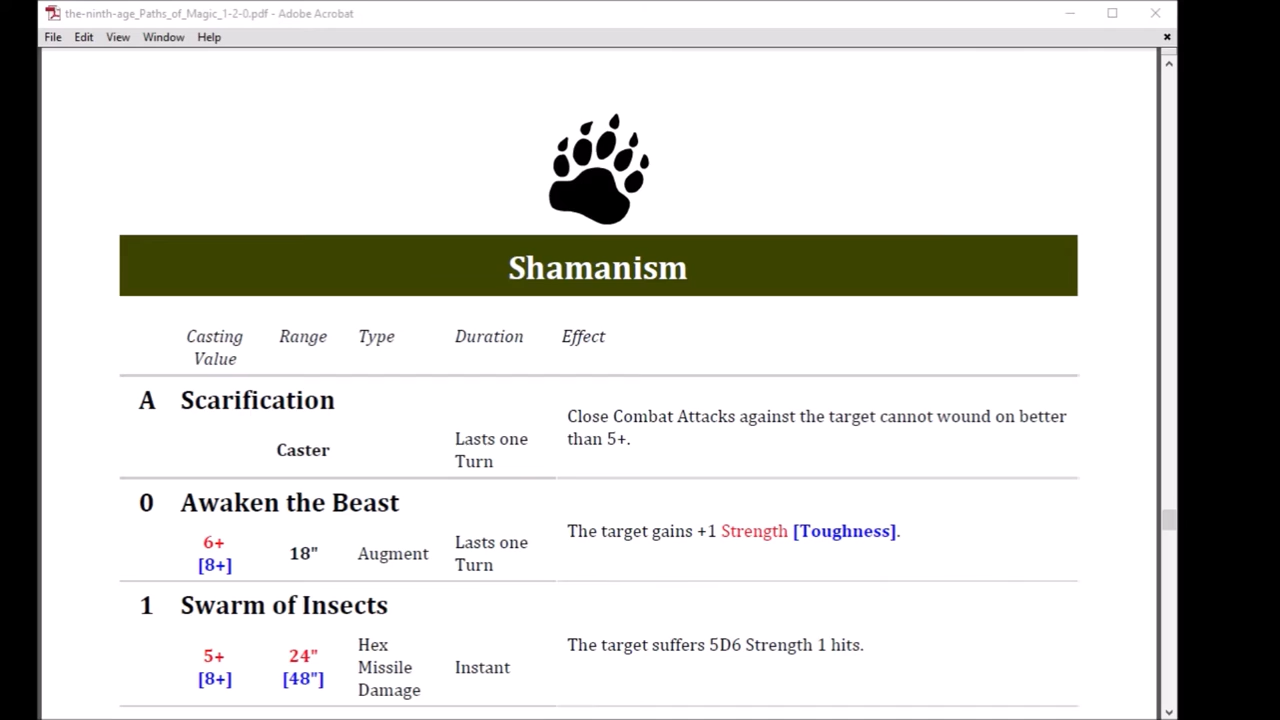 the-ninth-age_Paths_of_Magic_1-2-0.pdf - Adobe Acrobat
File Edit View Window Help
Shamanism
Casting Value Range Type Duration Effect
A Scarification
Caster
Lasts one
Turn
Close Combat Attacks against the target cannot wound on better
than 5+.
0 Awaken the Beast
6+
[8+]
18"
Augment
Lasts one
Turn
The target gains +1 Strength [Toughness].
1 Swarm of Insects
5+
[8+]
24"
[48"]
Hex
Missile
Damage
Instant
The target suffers 5D6 Strength 1 hits.